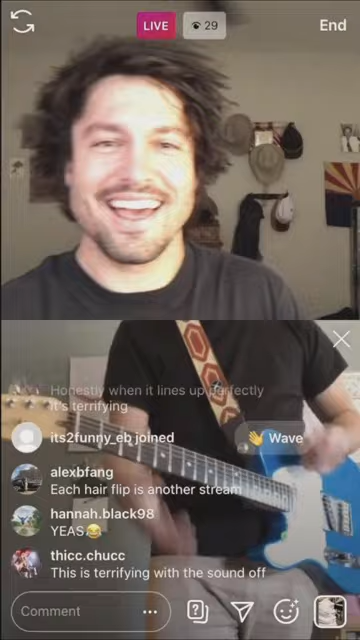 LIVE
29
End
Honestly when it lines up perfectly
it's terrifying
its2funny_eb joined
👋 Wave
alexbfang
Each hair flip is another stream
hannah.black98
YEAS😂
thicc.chucc
This is terrifying with the sound off
Comment